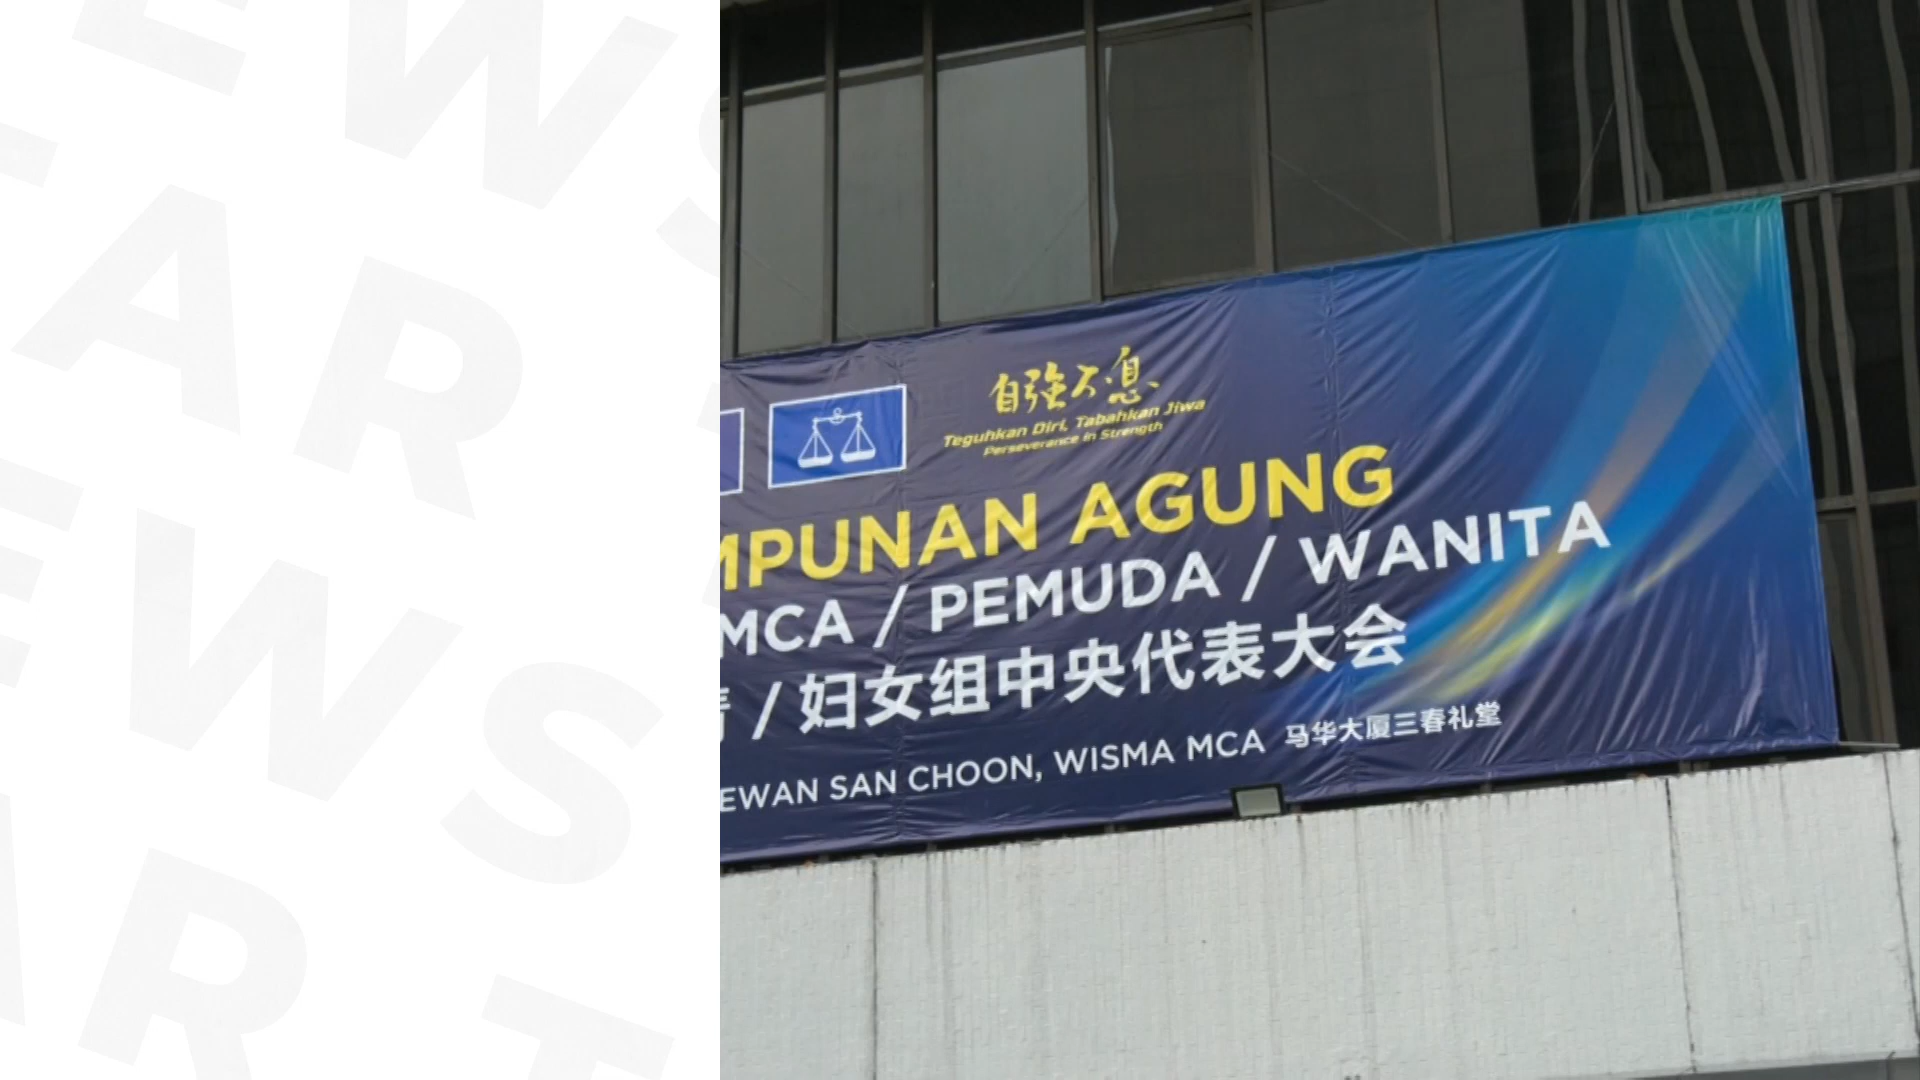 自强不息
Teguhkan Diri, Tabahkan Jiwa
Perseverance in Strength
MPUNAN AGUNG
MCA / PEMUDA / WANITA
/ 妇女组中央代表大会
EWAN SAN CHOON, WISMA MCA 马华大厦三春礼堂